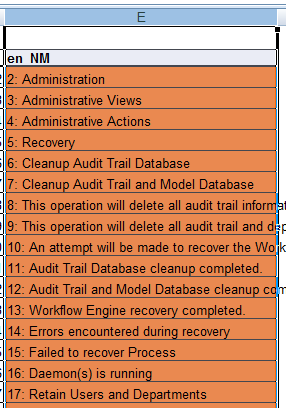 E
en_NM
2: Administration
3: Administrative Views
4: Administrative Actions
5: Recovery
6: Cleanup Audit Trail Database
7: Cleanup Audit Trail and Model Database
8: This operation will delete all audit trail
9: This operation will delete all audit trail and
10: An attempt will be made to recover the
11: Audit Trail Database cleanup completed.
12: Audit Trail and Model Database cleanup
13: Workflow Engine recovery completed.
14: Errors encountered during recovery
15: Failed to recover Process
16: Daemon(s) is running
17: Retain Users and Departments